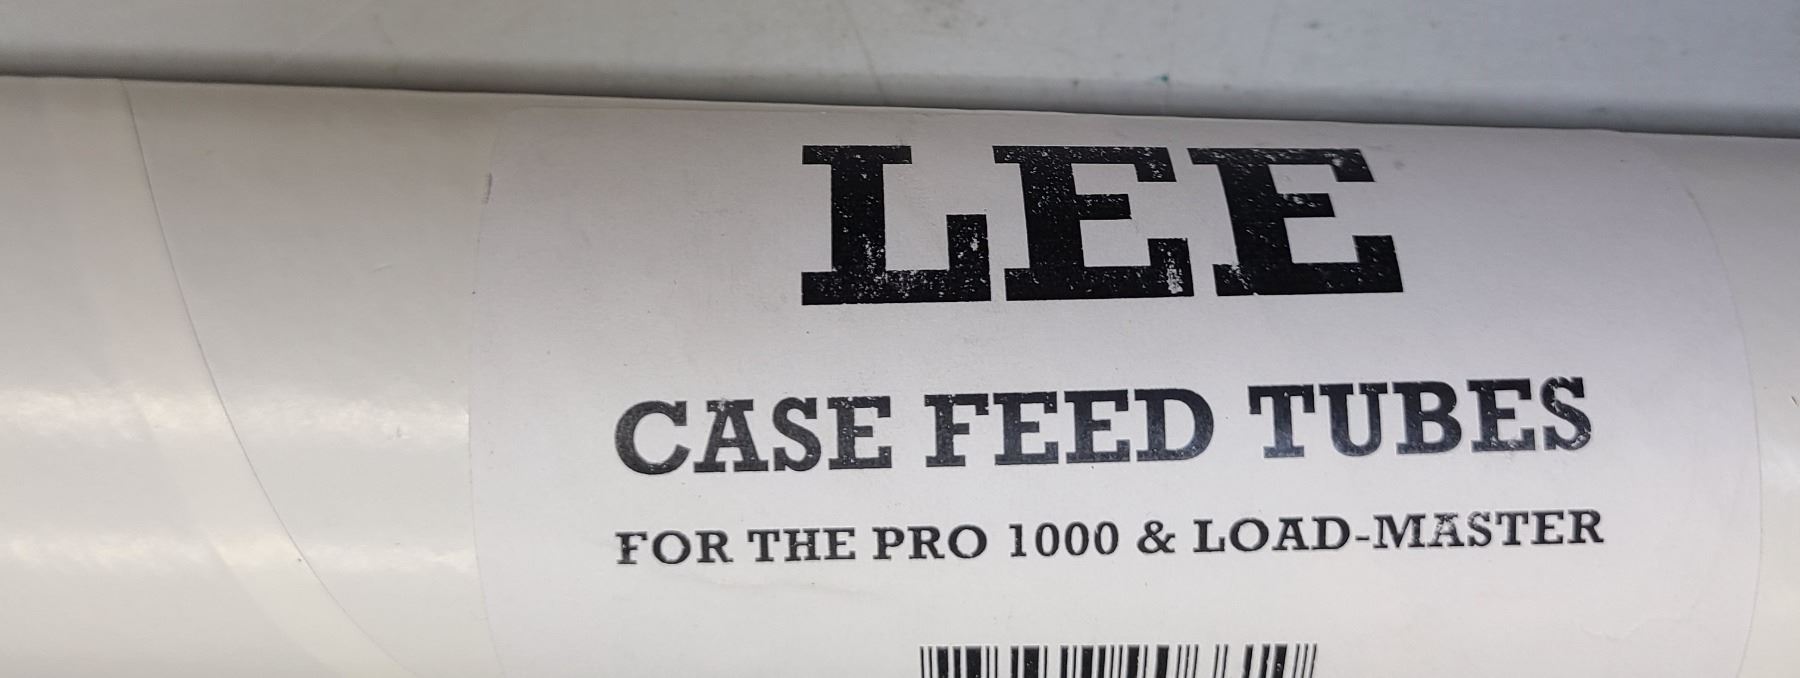 LEE
CASE FEED TUBES
FOR THE PRO 1000 & LOAD-MASTER